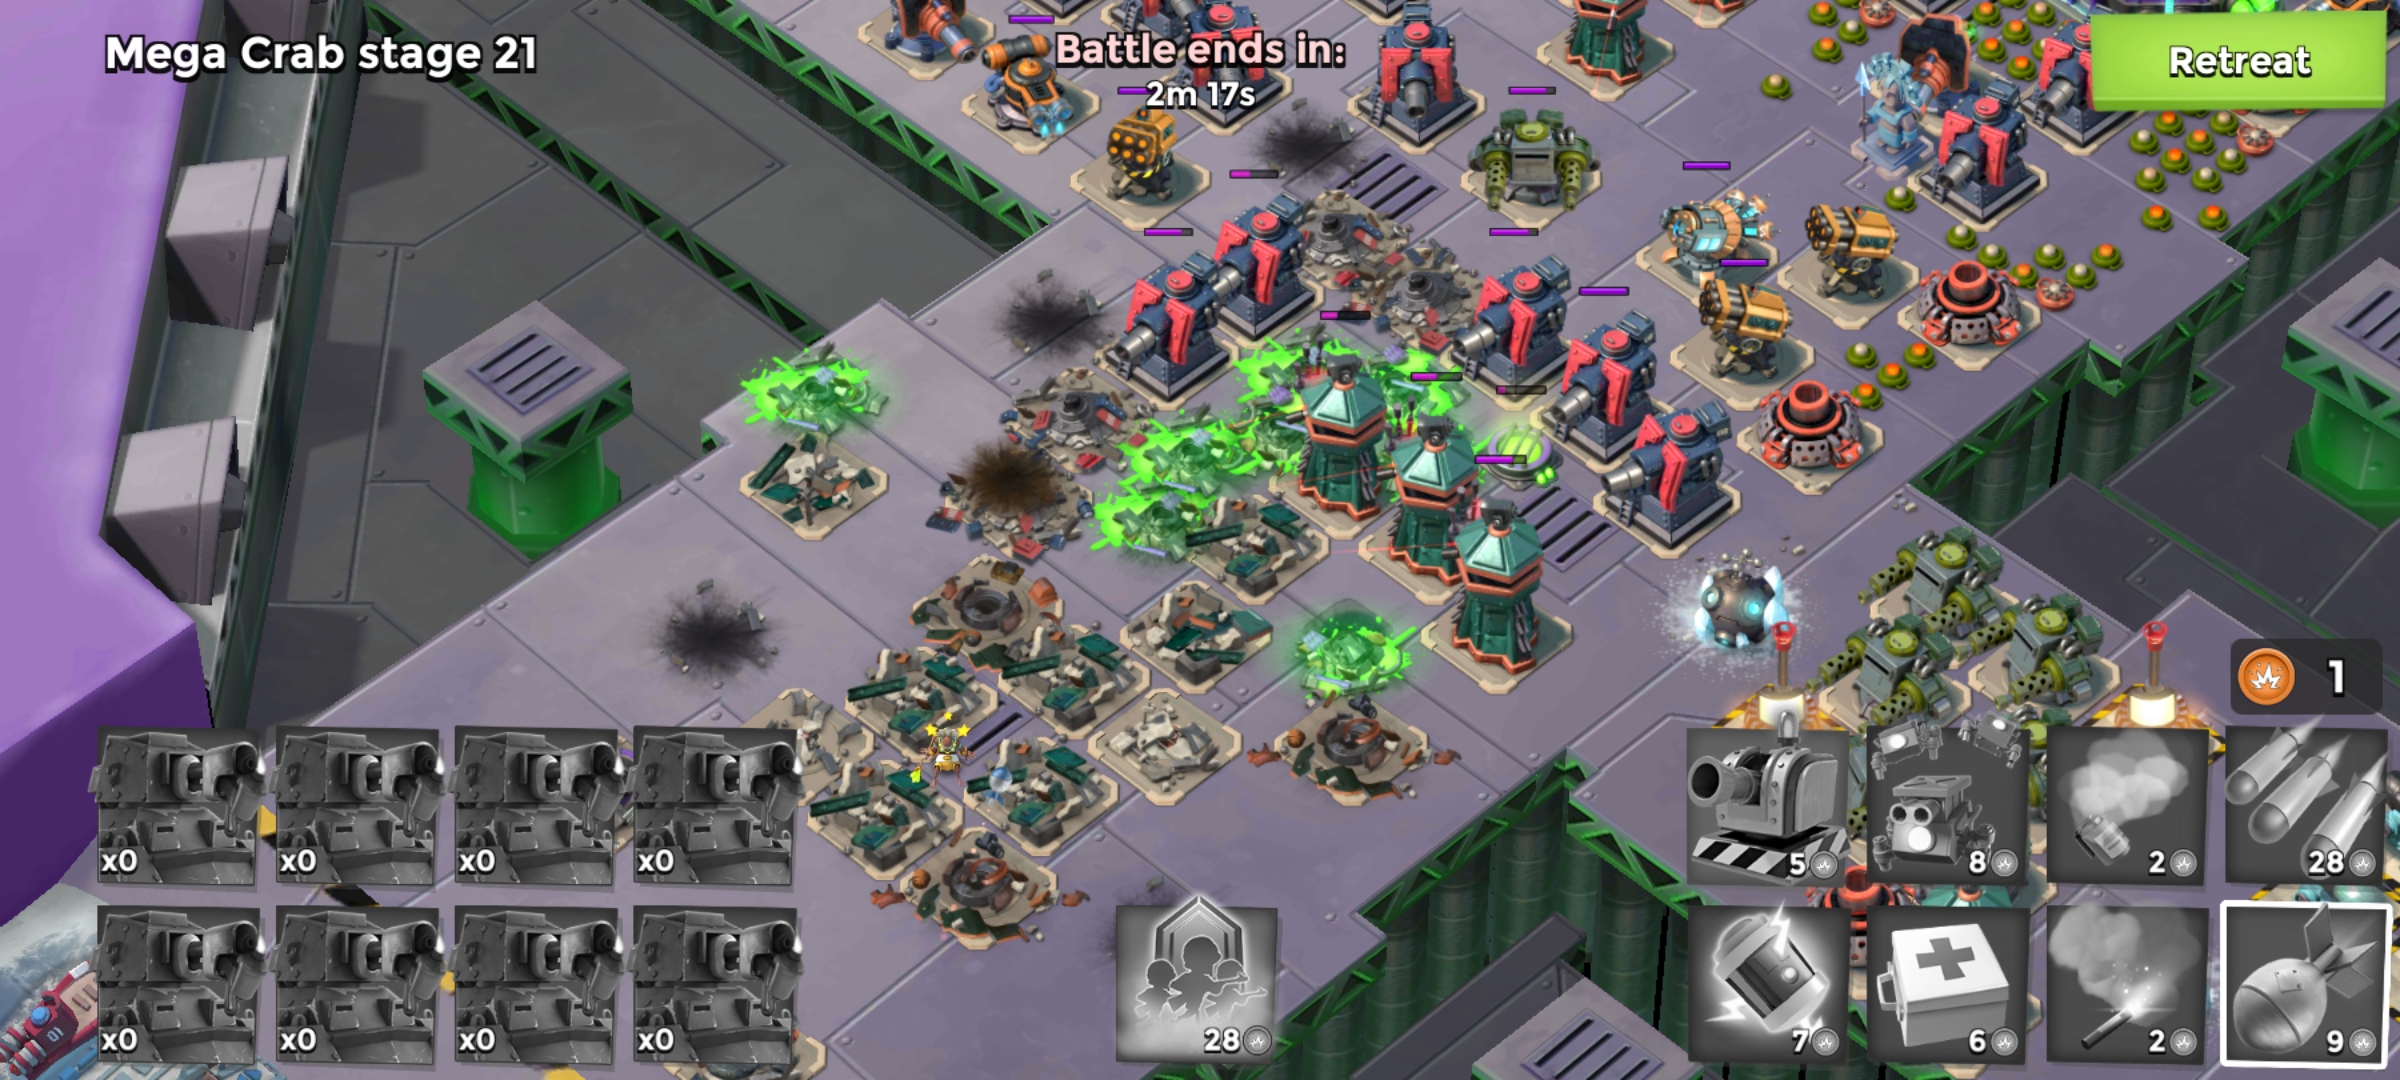 Mega Crab stage 21
Battle ends in:
2m 17s
Retreat
1
x0
x0
x0
x0
5
8
2
28
x0
x0
x0
x0
28
7
6
2
9